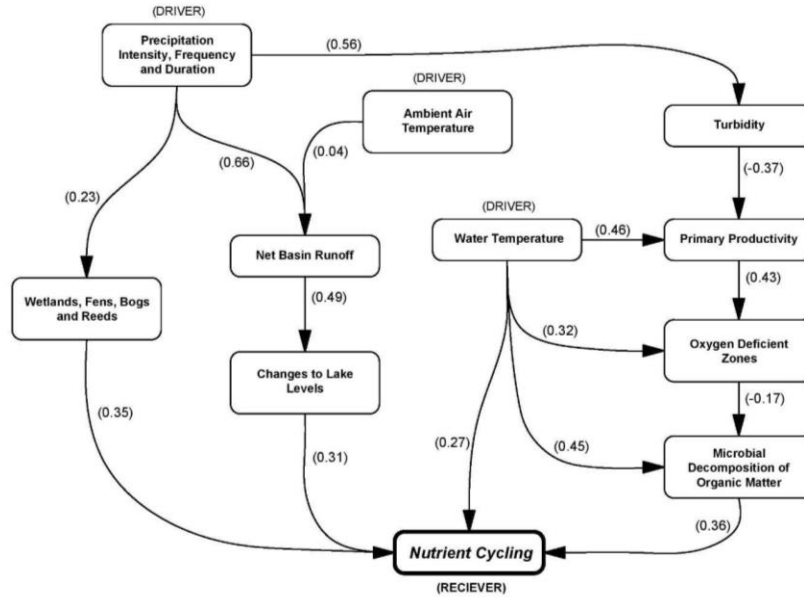 (DRIVER)
Precipitation
Intensity, Frequency
and Duration
(0.56)
(DRIVER)
Ambient Air
Temperature
Turbidity
(0.04)
(0.66)
(-0.37)
(0.23)
(DRIVER)
Water Temperature
(0.46)
Primary Productivity
Net Basin Runoff
(0.43)
Wetlands, Fens, Bogs
and Reeds
(0.49)
(0.32)
Oxygen Deficient
Zones
Changes to Lake
Levels
(-0.17)
(0.35)
(0.31)
(0.27)
(0.45)
Microbial
Decomposition of
Organic Matter
(0.36)
Nutrient Cycling
(RECIEVER)